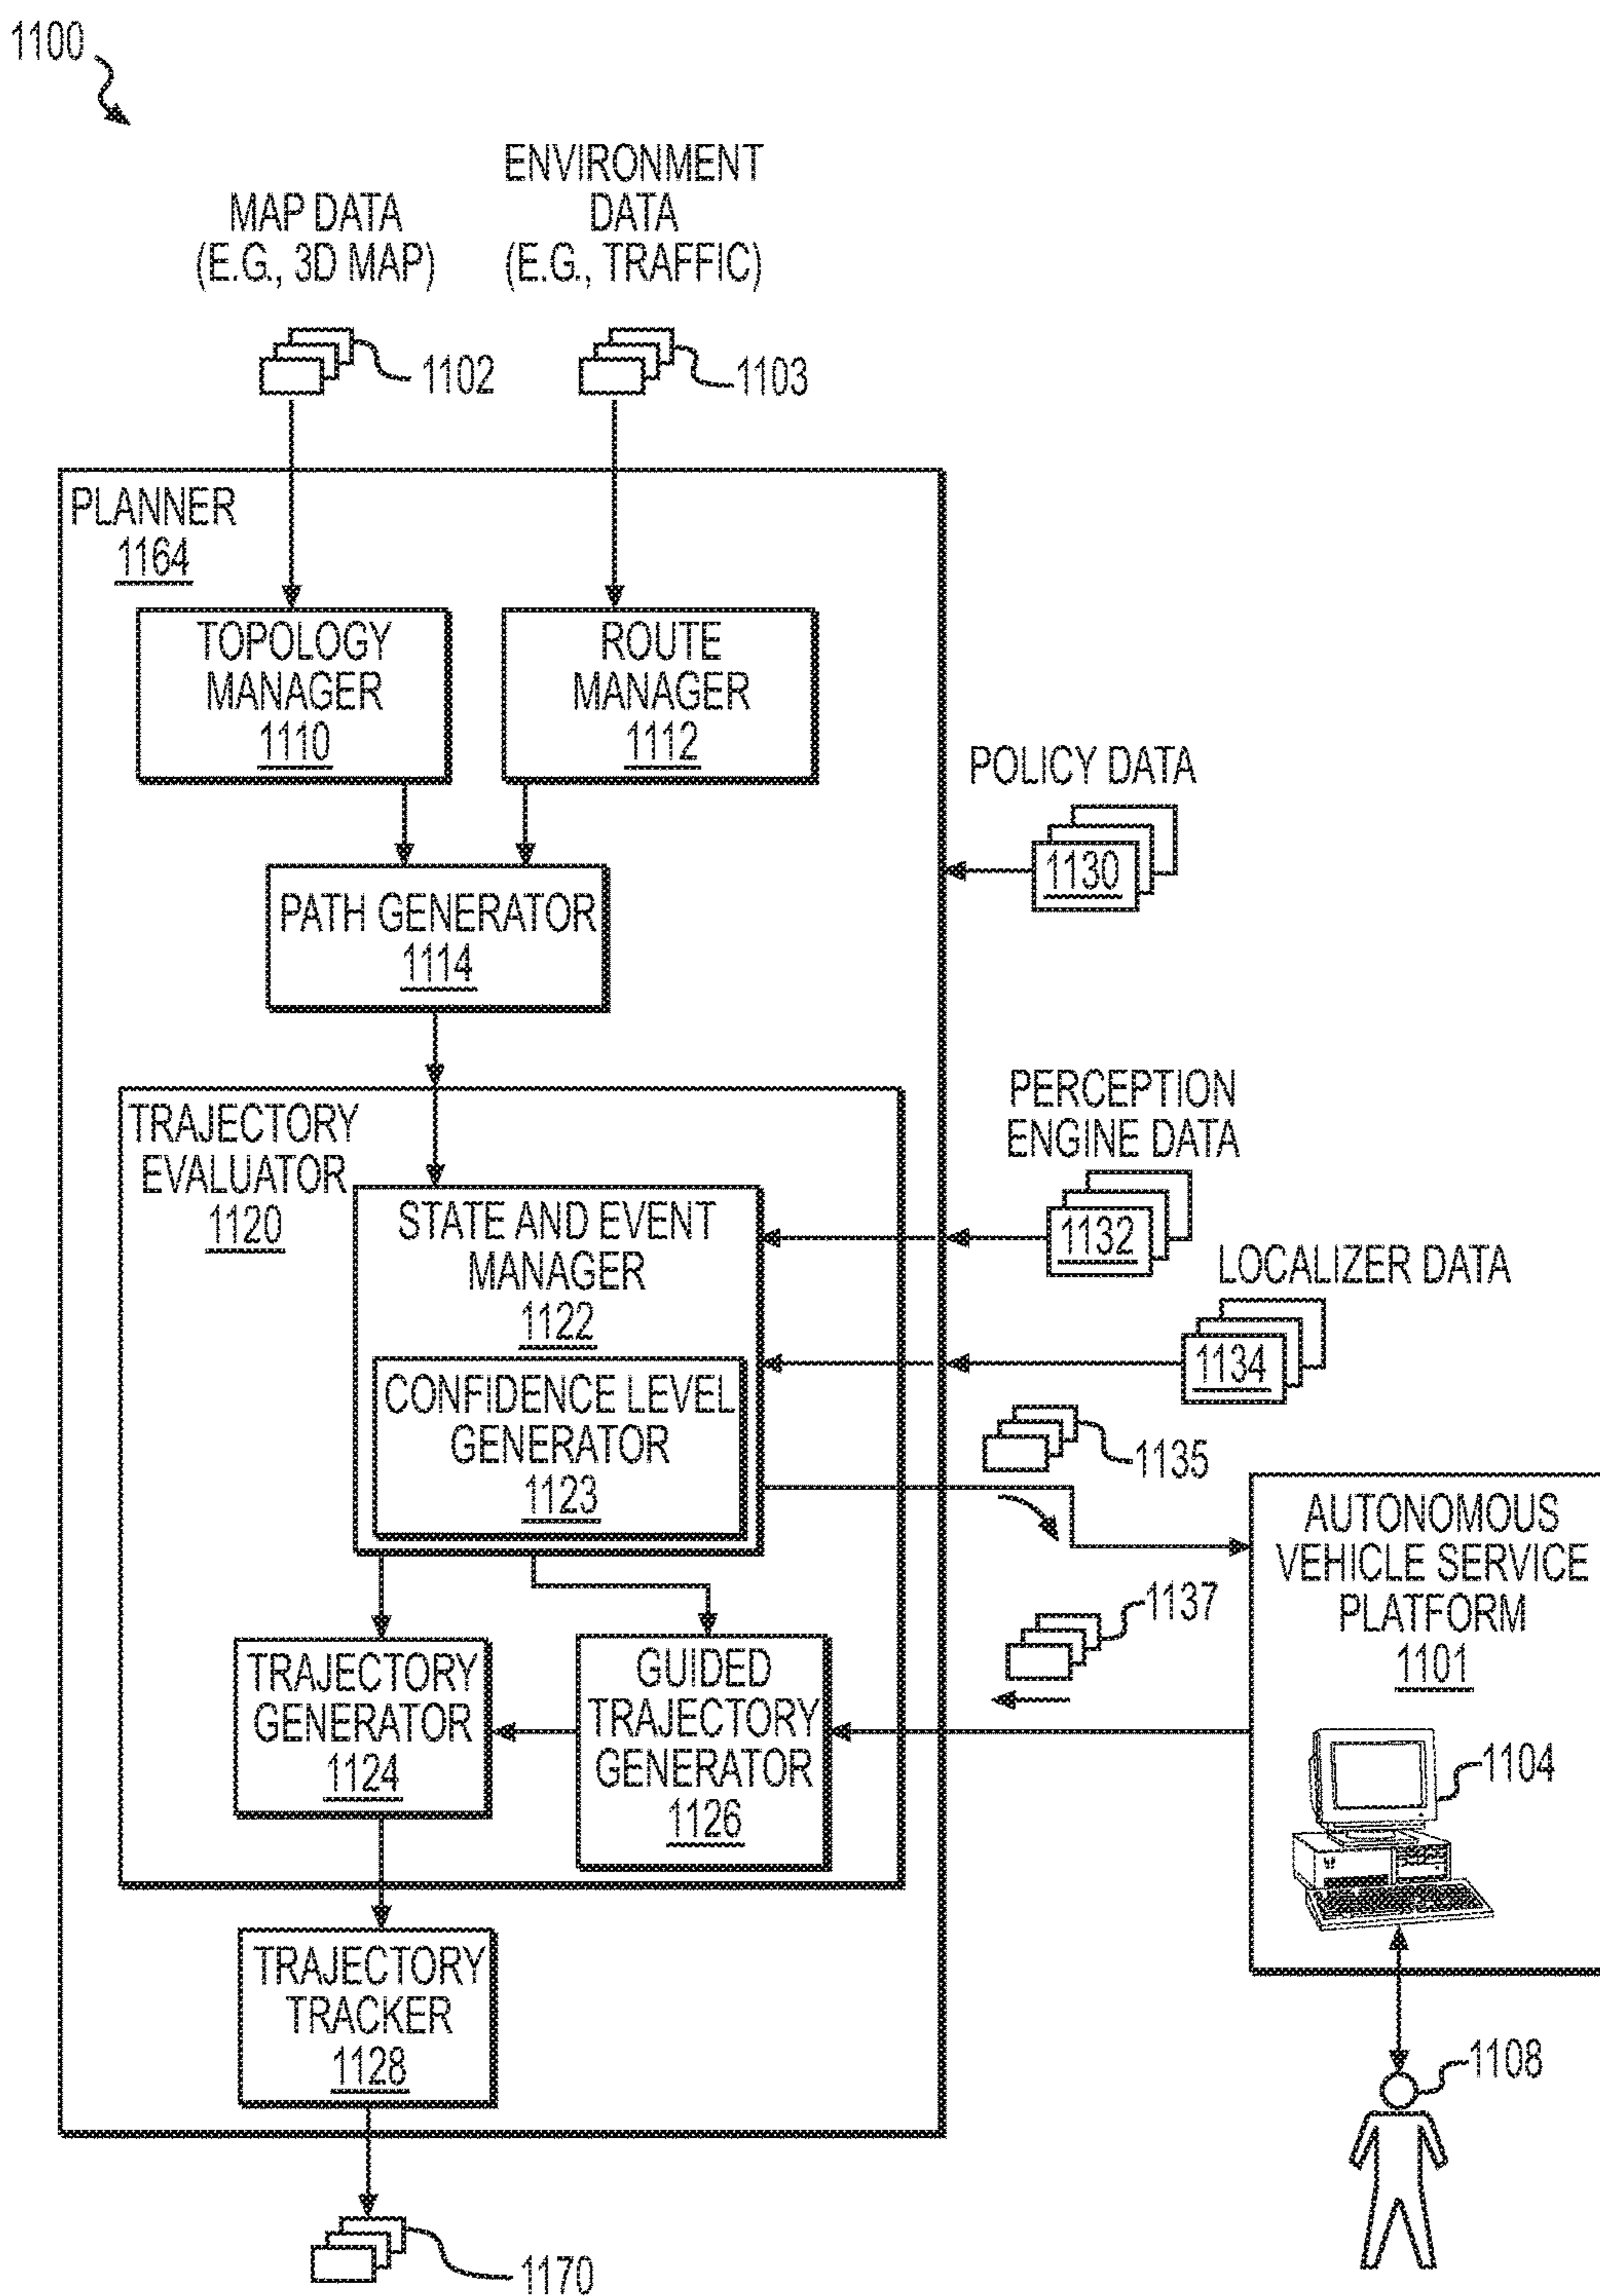 1100
MAP DATA
(E.G., 3D MAP)
ENVIRONMENT
DATA
(E.G., TRAFFIC)
1102
1103
PLANNER
1164
TOPOLOGY
MANAGER
1110
ROUTE
MANAGER
1112
POLICY DATA
1130
PATH GENERATOR
1114
TRAJECTORY
EVALUATOR
1120
PERCEPTION
ENGINE DATA
1132
STATE AND EVENT
MANAGER
1122
LOCALIZER DATA
1134
CONFIDENCE LEVEL
GENERATOR
1123
1135
AUTONOMOUS
VEHICLE SERVICE
PLATFORM
1101
1137
TRAJECTORY
GENERATOR
1124
GUIDED
TRAJECTORY
GENERATOR
1126
1104
TRAJECTORY
TRACKER
1128
1108
1170